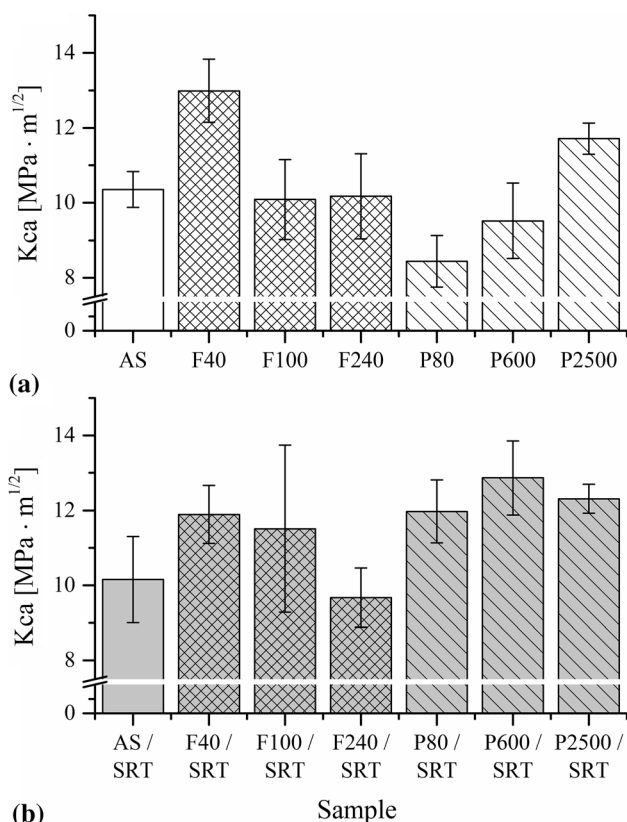 Kca [MPa · m^1/2]
14
12
10
8
0
AS F40 F100 F240 P80 P600 P2500
(a)
Kca [MPa · m^1/2]
14
12
10
8
0
AS / F40 / F100 / F240 / P80 / P600 / P2500 /
SRT SRT SRT SRT SRT SRT SRT
(b)
Sample